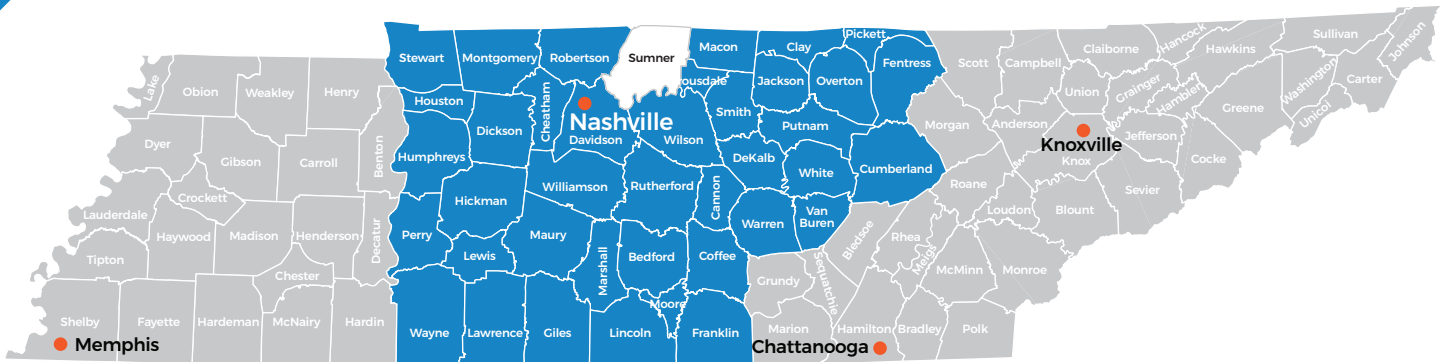 Stewart
Montgomery
Robertson
Sumner
Macon
Clay
Pickett
Fentress
Scott
Campbell
Claiborne
Hancock
Hawkins
Sullivan
Johnson
Lake
Obion
Weakley
Henry
Houston
Cheatham
ousdale
Jackson
Overton
Union
Grainger
Hamblen
Washington
Carter
Greene
Unicoi
Dyer
Gibson
Carroll
Benton
Humphreys
Dickson
Nashville
Davidson
Wilson
Smith
Putnam
DeKalb
White
Cumberland
Morgan
Anderson
Knoxville
Knox
Jefferson
Cocke
Sevier
Crockett
Lauderdale
Haywood
Madison
Henderson
Decatur
Perry
Hickman
Williamson
Rutherford
Cannon
Warren
Van
Buren
Roane
Loudon
Blount
Tipton
Chester
Lewis
Maury
Marshall
Bedford
Coffee
Grundy
Sequatchie
Bledsoe
Rhea
Meigs
McMinn
Monroe
Shelby
Fayette
Hardeman
McNairy
Hardin
Wayne
Lawrence
Giles
Lincoln
Moore
Franklin
Marion
Hamilton
Bradley
Polk
Memphis
Chattanooga